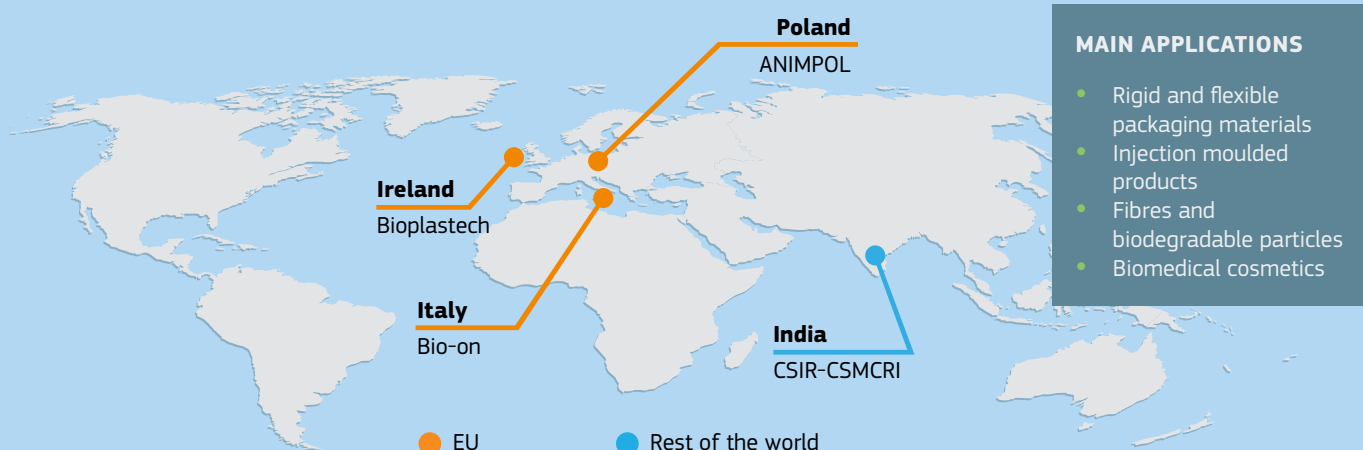 Poland
ANIMPOL
MAIN APPLICATIONS
• Rigid and flexible
packaging materials
• Injection moulded
products
• Fibres and
biodegradable particles
• Biomedical cosmetics
Ireland
Bioplastech
Italy
Bio-on
India
CSIR-CSMCRI
EU
Rest of the world